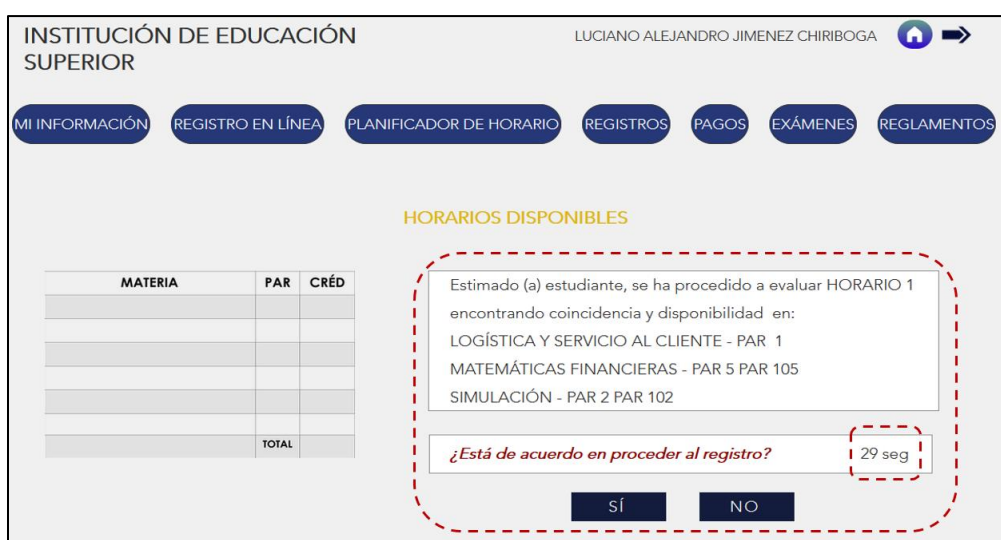 INSTITUCIÓN DE EDUCACIÓN
SUPERIOR
LUCIANO ALEJANDRO JIMENEZ CHIRIBOGA
MI INFORMACIÓN
REGISTRO EN LÍNEA
PLANIFICADOR DE HORARIO
REGISTROS
PAGOS
EXÁMENES
REGLAMENTOS
HORARIOS DISPONIBLES
MATERIA PAR CRÉD
TOTAL
Estimado (a) estudiante, se ha procedido a evaluar HORARIO 1
encontrando coincidencia y disponibilidad en:
LOGÍSTICA Y SERVICIO AL CLIENTE - PAR 1
MATEMÁTICAS FINANCIERAS - PAR 5 PAR 105
SIMULACIÓN - PAR 2 PAR 102
¿Está de acuerdo en proceder al registro? 29 seg
SÍ NO